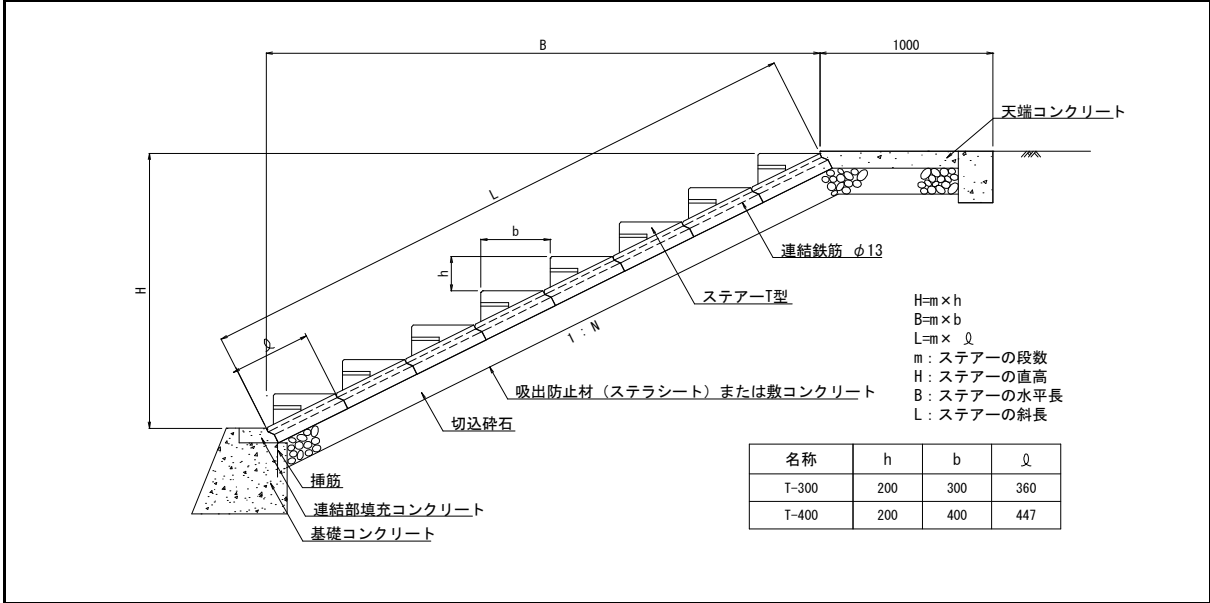 B
1000
天端コンクリート
L
H
b
h
連結鉄筋 φ13
ステアーT型
1：N
ℓ
吸出防止材（ステラシート）または敷コンクリート
切込砕石
挿筋
連結部填充コンクリート
基礎コンクリート
H=m×h
B=m×b
L=m× ℓ
m：ステアーの段数
H：ステアーの直高
B：ステアーの水平長
L：ステアーの斜長
名称 h b ℓ
T-300 200 300 360
T-400 200 400 447